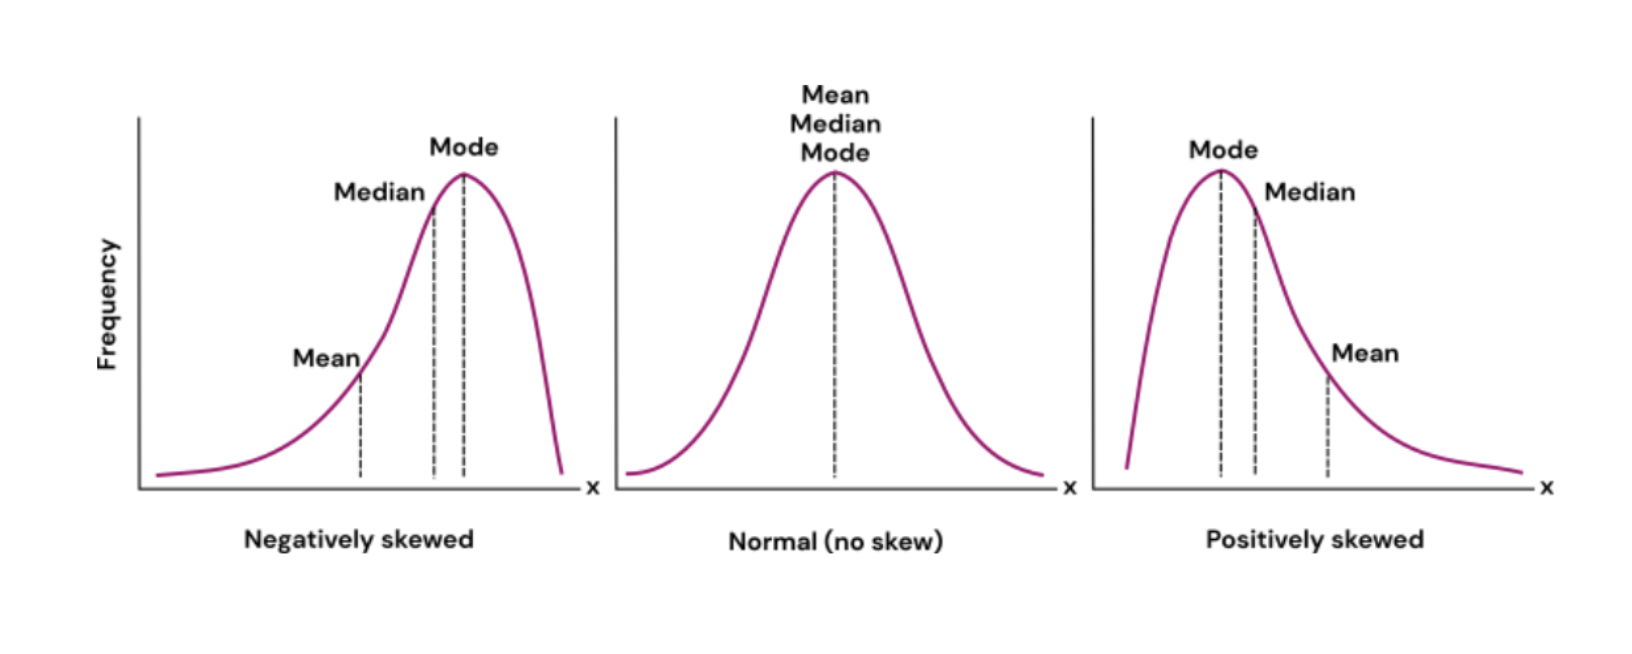 Frequency
Mode
Median
Mean
x
Negatively skewed
Mean
Median
Mode
x
Normal (no skew)
Mode
Median
Mean
x
Positively skewed